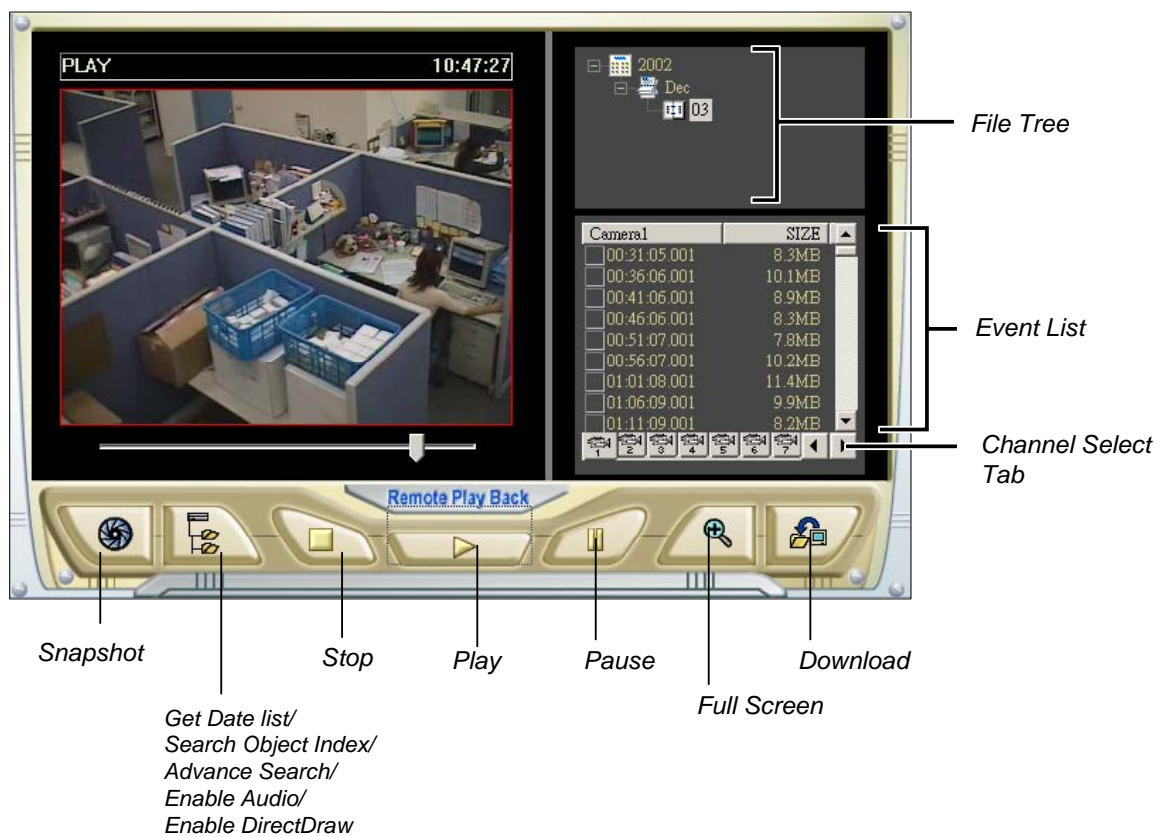 PLAY 10:47:27
2002
Dec
03
File Tree
Camera1 SIZE
00:31:05.001 8.3MB
00:36:06.001 10.1MB
00:41:06.001 8.9MB
00:46:06.001 8.3MB
00:51:07.001 7.8MB
00:56:07.001 10.2MB
01:01:08.001 11.4MB
01:06:09.001 9.9MB
01:11:09.001 8.2MB
Event List
1 2 3 4 5 6 7
Channel Select
Tab
Remote Play Back
Snapshot
Stop
Play
Pause
Download
Full Screen
Get Date list/
Search Object Index/
Advance Search/
Enable Audio/
Enable DirectDraw